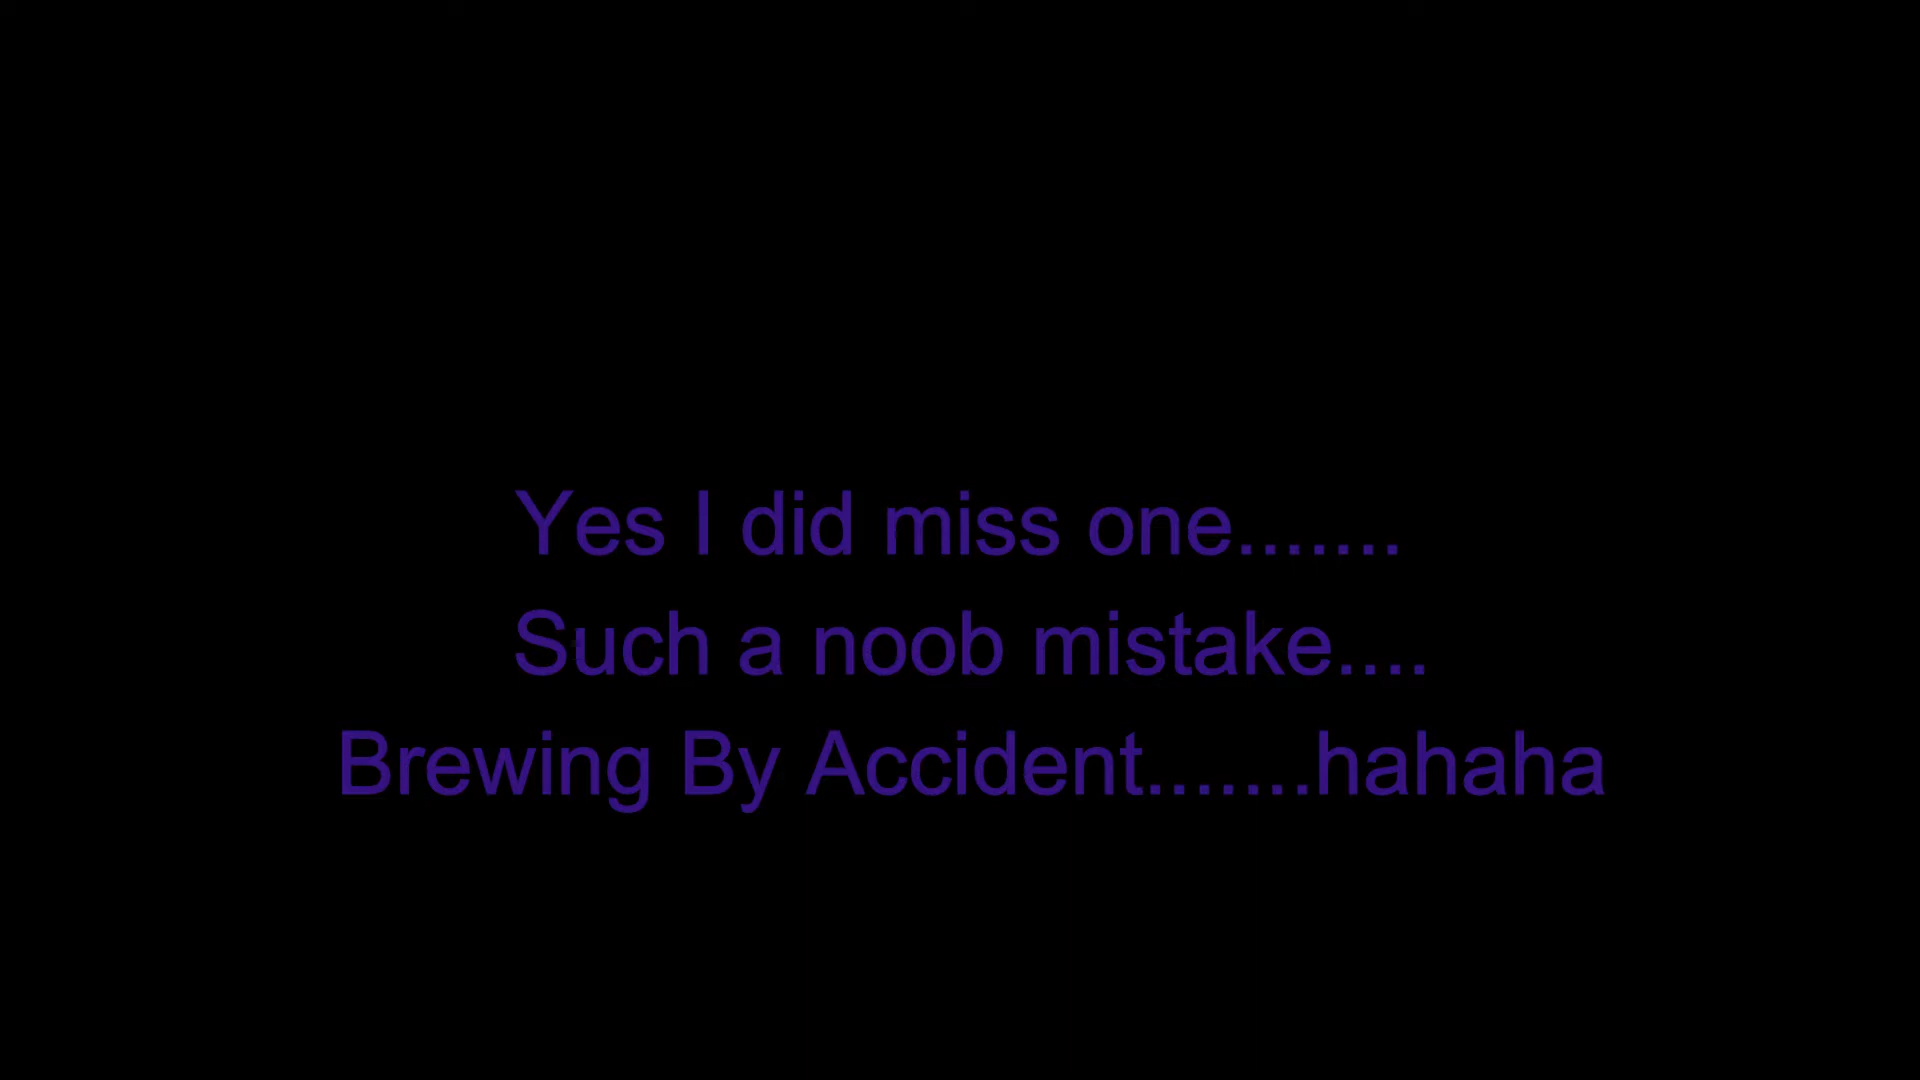 Yes I did miss one.......
Such a noob mistake....
Brewing By Accident.......hahaha